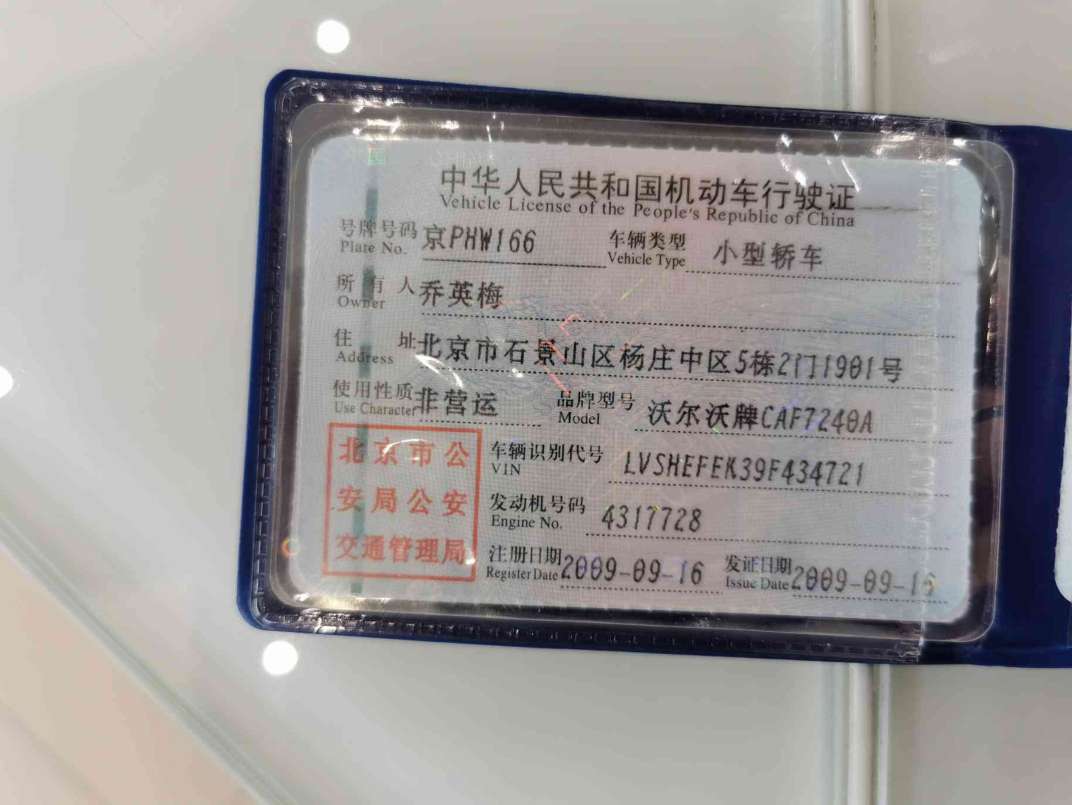 中华人民共和国机动车行驶证
Vehicle License of the People's Republic of China
号牌号码 京PHW166 车辆类型 小型轿车
Plate No. Vehicle Type
所有人 乔英梅
Owner
住址 北京市石景山区杨庄中区5栋2门1901号
Address
使用性质 非营运 品牌型号 沃尔沃牌CAF7240A
Use Character Model
北京市公安局公安交通管理局
车辆识别代号 LVSHEFEK39F434721
VIN
发动机号码 4317728
Engine No.
注册日期 2009-09-16 发证日期 2009-09-16
Register Date Issue Date